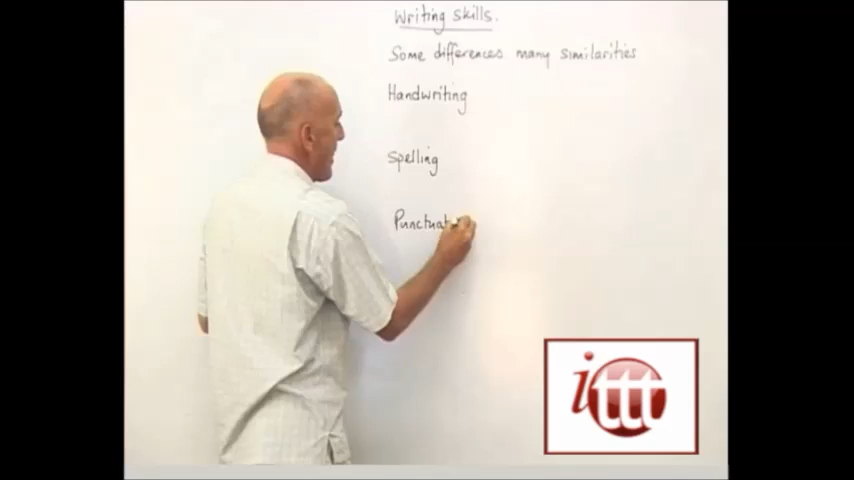 Writing skills.
Some differences many similarities
Handwriting
Spelling
Punctuat
ittt